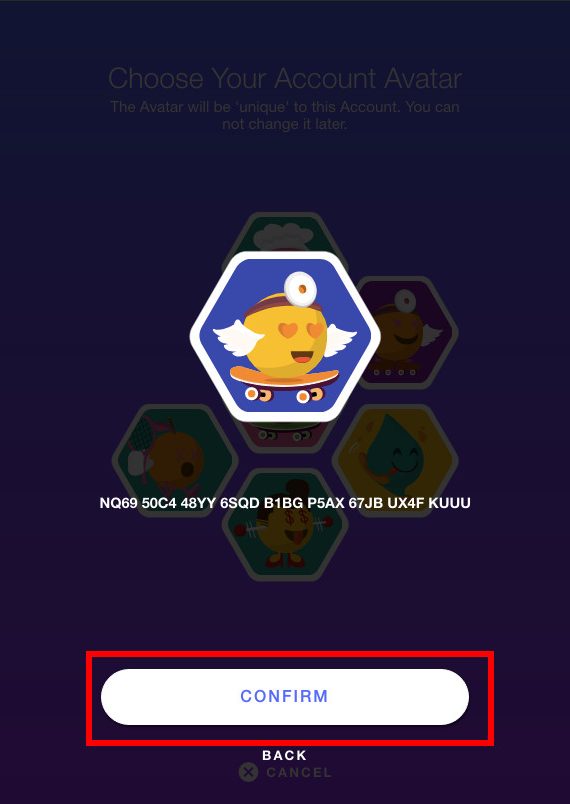 Choose Your Account Avatar
The Avatar will be 'unique' to this Account. You can
not change it later.
NQ69 50C4 48YY 6SQD B1BG P5AX 67JB UX4F KUUU
CONFIRM
BACK
CANCEL